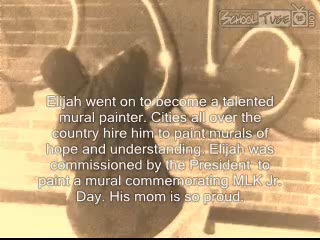 SchoolTube.com
Elijah went on to become a talented
mural painter. Cities all over the
country hire him to paint murals of
hope and understanding. Elijah was
commissioned by the President  to
paint a mural commemorating MLK Jr.
Day. His mom is so proud.